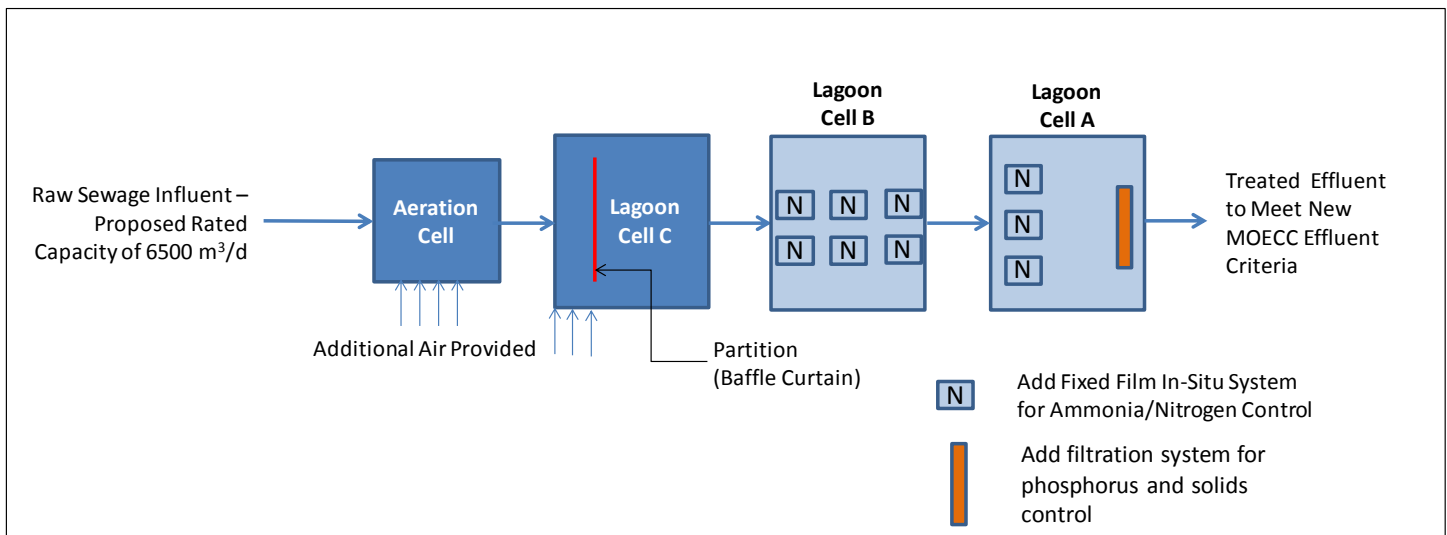 Raw Sewage Influent –
Proposed Rated
Capacity of 6500 m³/d
Aeration
Cell
Additional Air Provided
Lagoon
Cell C
Partition
(Baffle Curtain)
Lagoon
Cell B
N N N
N N N
Lagoon
Cell A
N
N
N
Treated Effluent
to Meet New
MOECC Effluent
Criteria
N
Add Fixed Film In-Situ System
for Ammonia/Nitrogen Control
Add filtration system for
phosphorus and solids
control